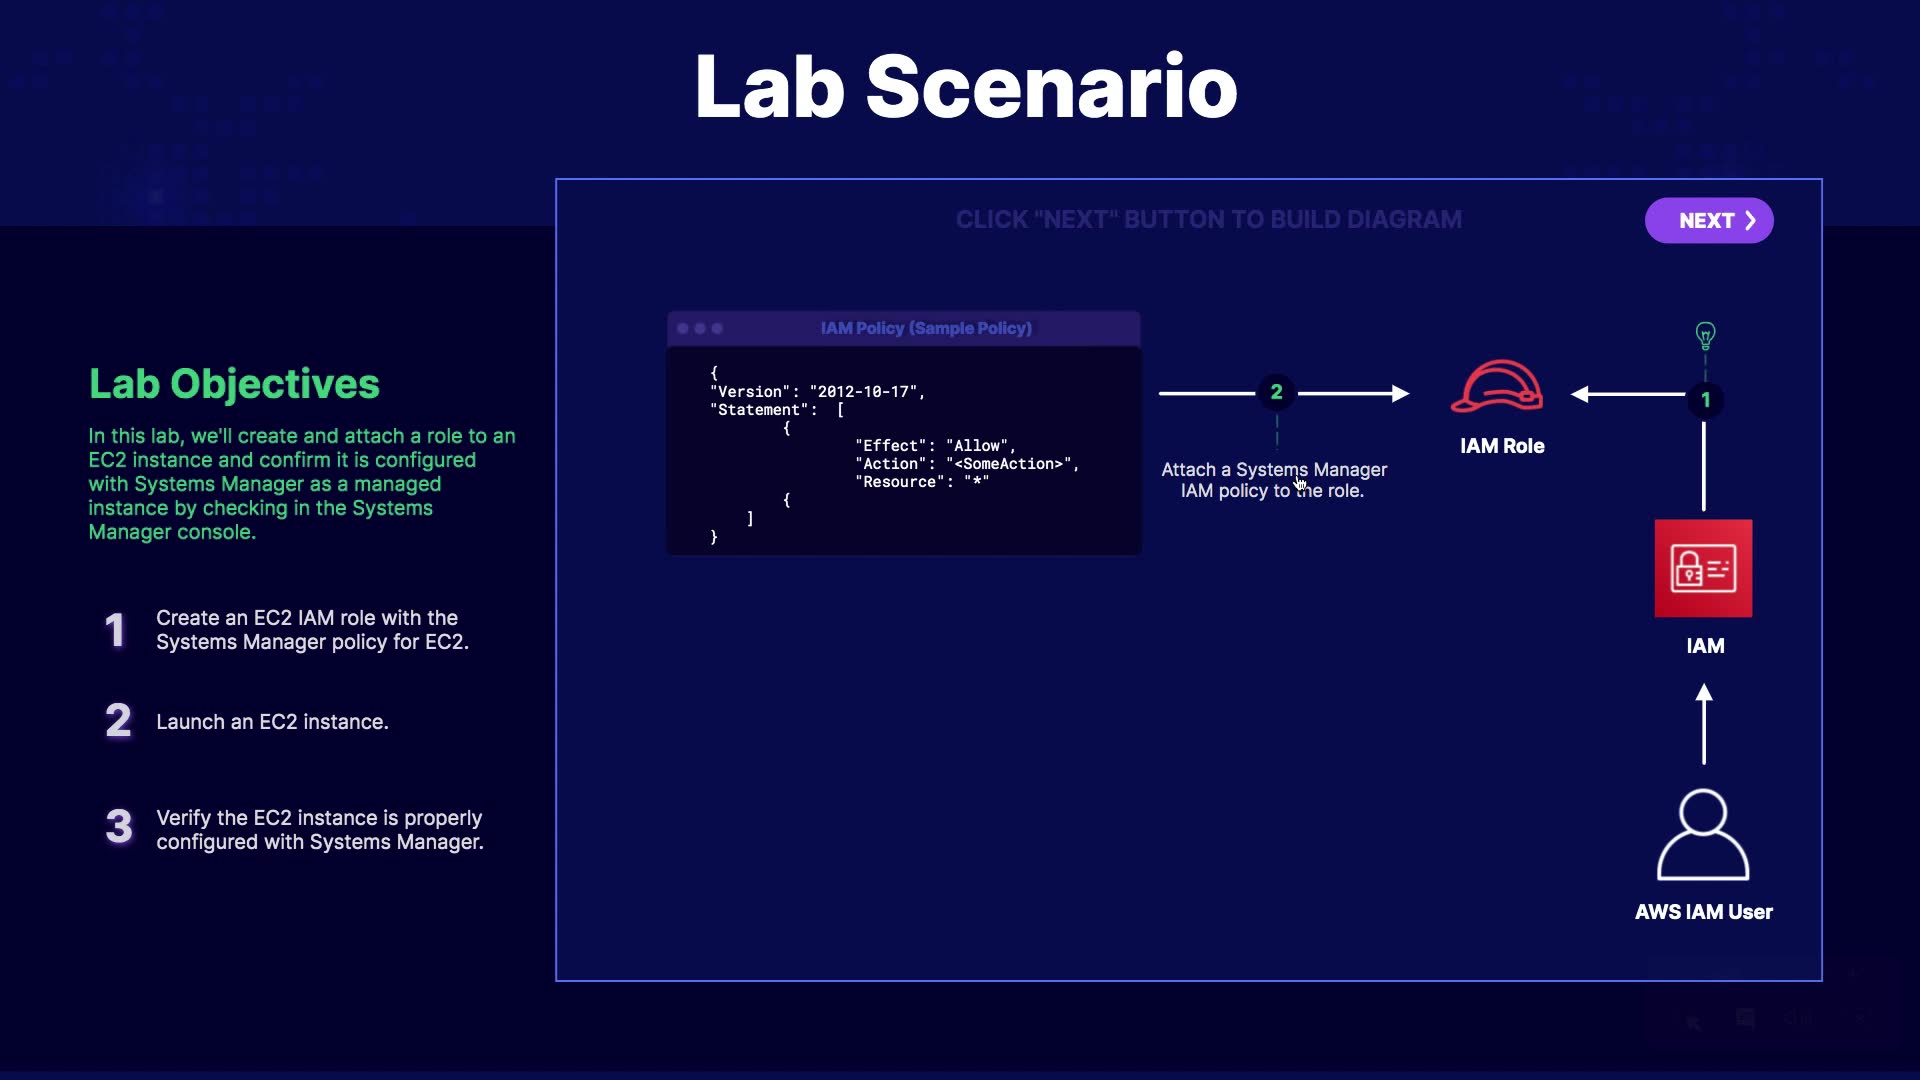 Lab Scenario
CLICK "NEXT" BUTTON TO BUILD DIAGRAM
NEXT
Lab Objectives
In this lab, we'll create and attach a role to an
EC2 instance and confirm it is configured
with Systems Manager as a managed
instance by checking in the Systems
Manager console.
1
Create an EC2 IAM role with the
Systems Manager policy for EC2.
2
Launch an EC2 instance.
3
Verify the EC2 instance is properly
configured with Systems Manager.
IAM Policy (Sample Policy)
{
"Version": "2012-10-17",
"Statement": [
{
"Effect": "Allow",
"Action": "<SomeAction>",
"Resource": "*"
{
]
}
2
Attach a Systems Manager
IAM policy to the role.
IAM Role
1
IAM
AWS IAM User